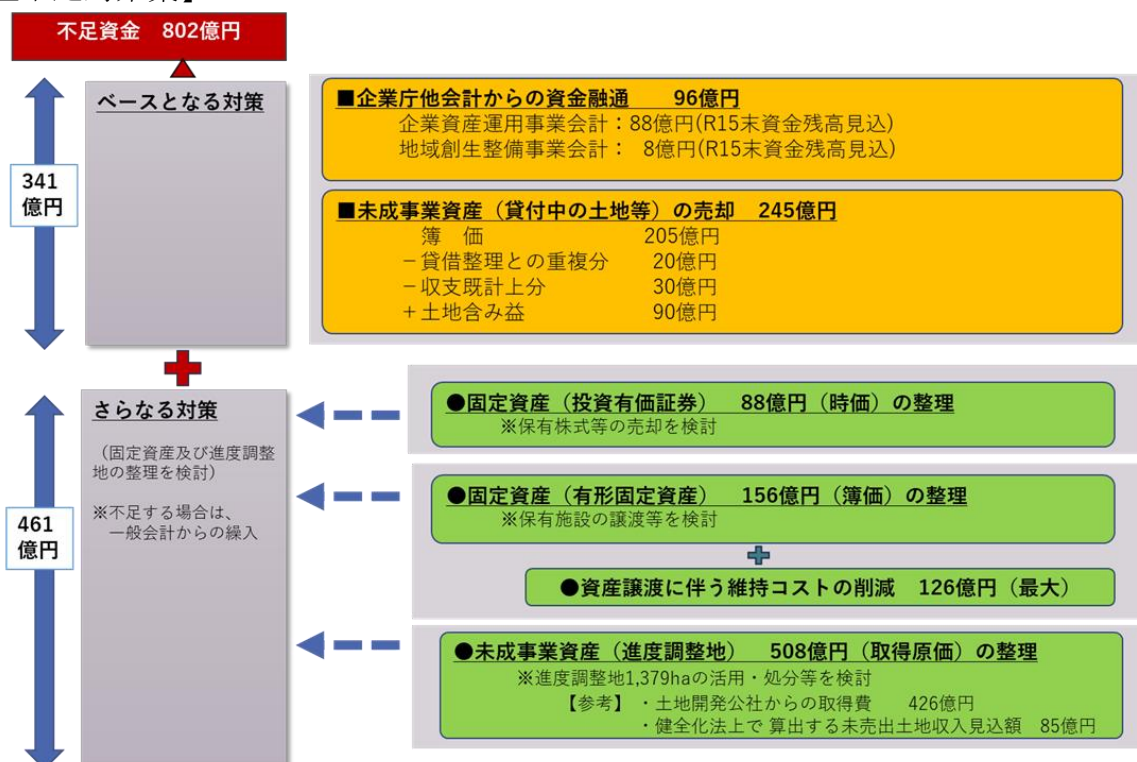 不足資金　802億円
341
億円
ベースとなる対策
■企業庁他会計からの資金融通　　96億円
企業資産運用事業会計：88億円(R15末資金残高見込)
地域創生整備事業会計：　8億円(R15末資金残高見込)
■未成事業資産（貸付中の土地等）の売却　245億円
簿　価　　　　　　　205億円
－貸借整理との重複分　　20億円
－収支既計上分　　　　　30億円
＋土地含み益　　　　　　90億円
461
億円
さらなる対策
（固定資産及び進度調整
地の整理を検討）
※不足する場合は、
一般会計からの繰入
●固定資産（投資有価証券）　88億円（時価）の整理
※保有株式等の売却を検討
●固定資産（有形固定資産）　156億円（簿価）の整理
※保有施設の譲渡等を検討
●資産譲渡に伴う維持コストの削減　126億円（最大）
●未成事業資産（進度調整地）　508億円（取得原価）の整理
※進度調整地1,379haの活用・処分等を検討
【参考】・土地開発公社からの取得費　　426億円
・健全化法上で 算出する未売出土地収入見込額　85億円